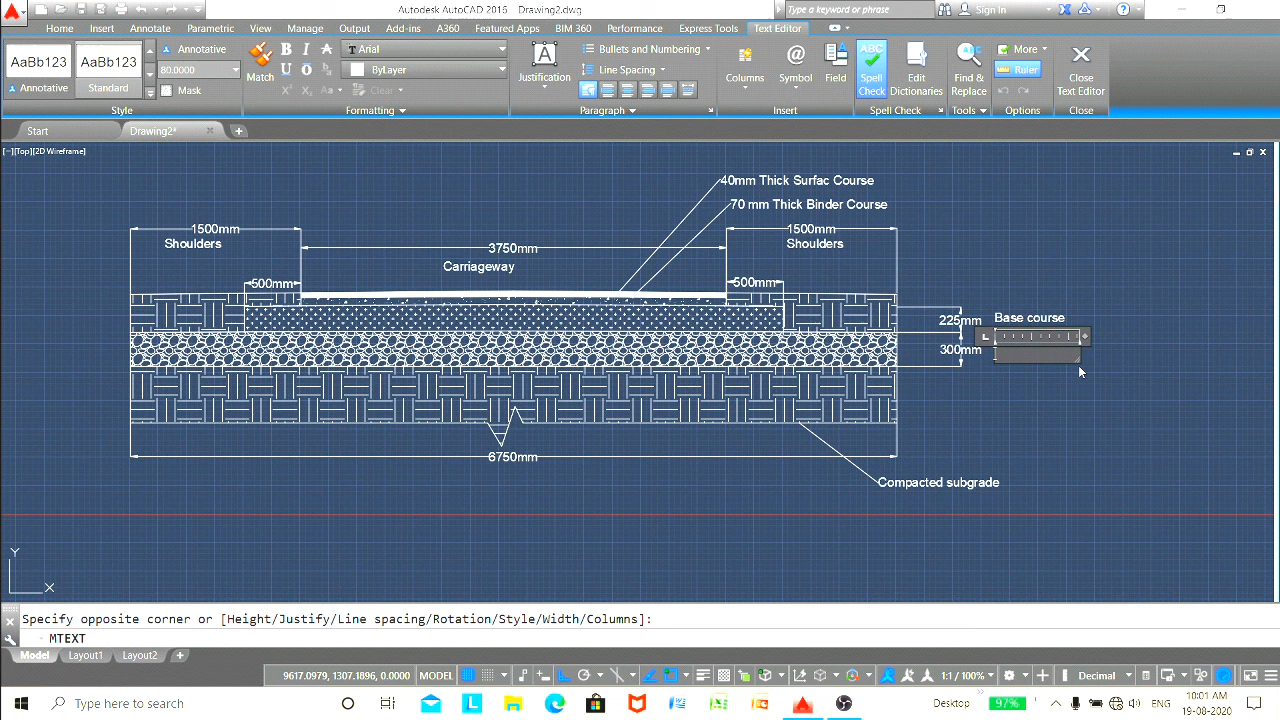 Autodesk AutoCAD 2016 Drawing2.dwg
Type a keyword or phrase
Sign In
Home Insert Annotate Parametric View Manage Output Add-ins A360 Featured Apps BIM 360 Performance Express Tools Text Editor
AaBb123 AaBb123
Annotative Standard
Annotative
80.0000
Mask
Style
Match
B I A
Arial
U O
ByLayer
Clear
Formatting
Justification
Bullets and Numbering
Line Spacing
Paragraph
Columns
Symbol
Field
Insert
ABC
Spell
Check
Edit
Dictionaries
Spell Check
Find &
Replace
Tools
More
Ruler
Options
Close
Text Editor
Close
Start
Drawing2*
[−][Top][2D Wireframe]
40mm Thick Surfac Course
70 mm Thick Binder Course
1500mm
Shoulders
3750mm
Carriageway
1500mm
Shoulders
500mm
500mm
225mm
Base course
300mm
6750mm
Compacted subgrade
Y
X
Specify opposite corner or [Height/Justify/Line spacing/Rotation/Style/Width/Columns]:
MTEXT
Model Layout1 Layout2
9617.0979, 1307.1896, 0.0000 MODEL
1:1 / 100%
Decimal
Type here to search
Desktop
97%
ENG
10:01 AM
19-08-2020